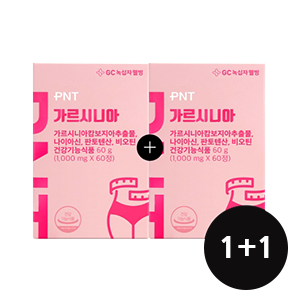 GC녹십자웰빙
PNT
가르시니아
가르시니아캄보지아추출물,
나이아신, 판토텐산, 비오틴
건강기능식품 60 g
(1,000 mg X 60정)
+
GC녹십자웰빙
PNT
가르시니아
가르시니아캄보지아추출물,
나이아신, 판토텐산, 비오틴
건강기능식품 60 g
(1,000 mg X 60정)
1+1